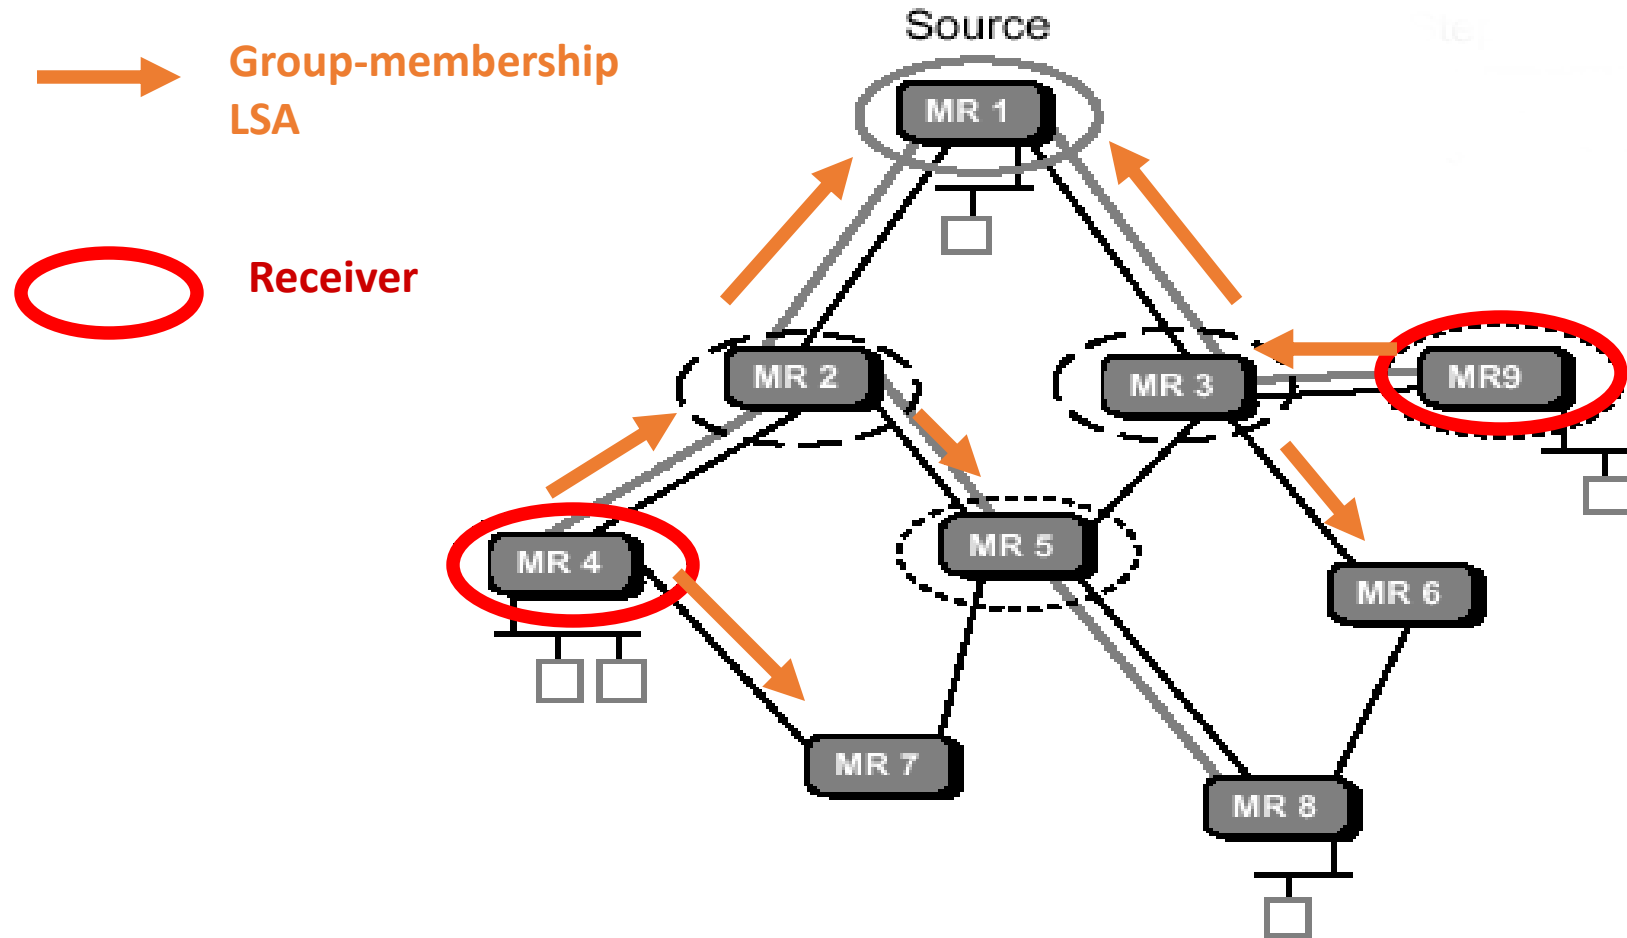 Source
Group-membership
LSA
MR 1
Receiver
MR 2
MR 3
MR9
MR 4
MR 5
MR 6
MR 7
MR 8